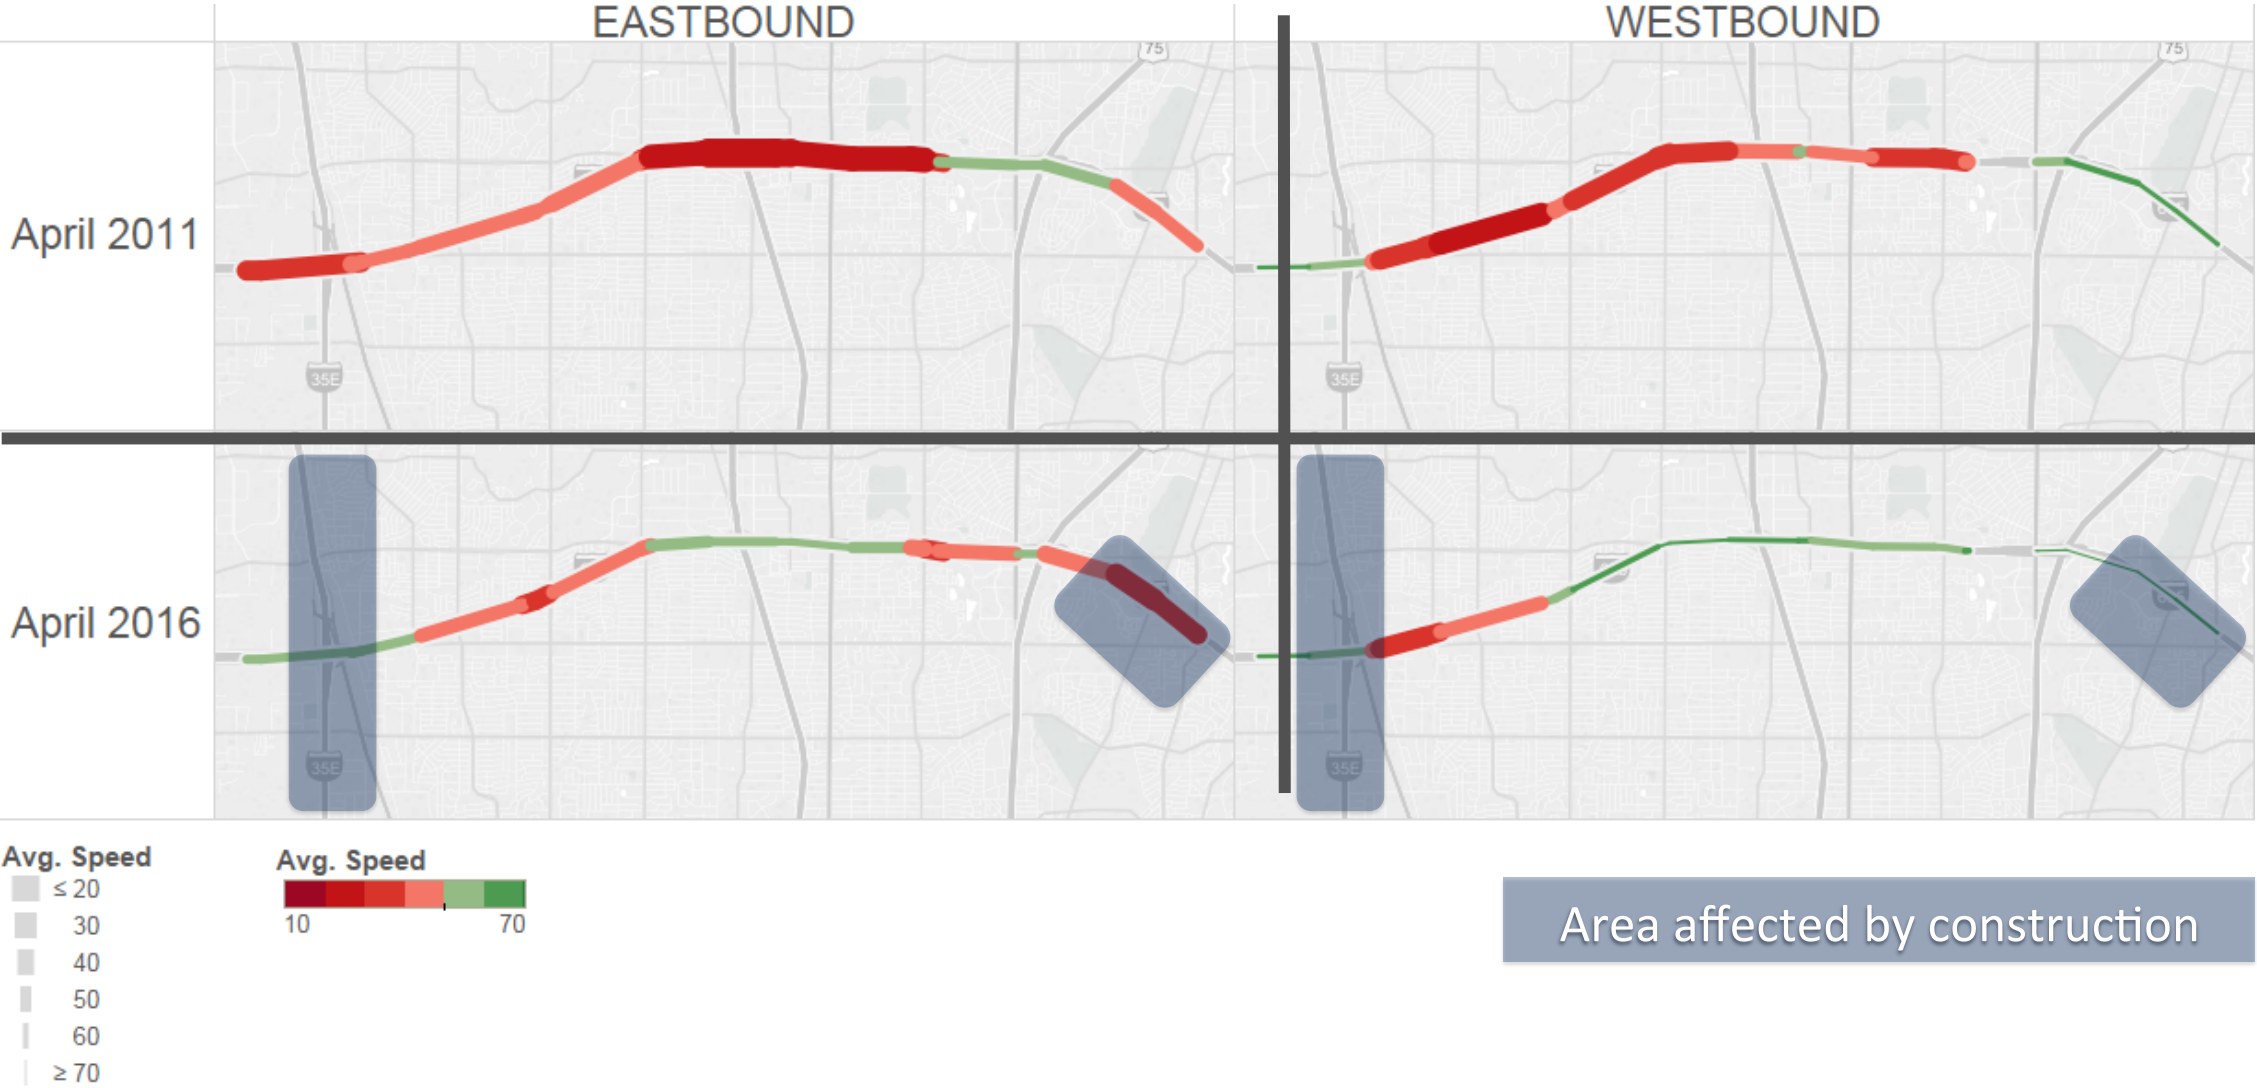 EASTBOUND
WESTBOUND
75
75
April 2011
35E
35E
April 2016
35E
35E
Avg. Speed
≤ 20
30
40
50
60
≥ 70
Avg. Speed
10
70
Area affected by construction